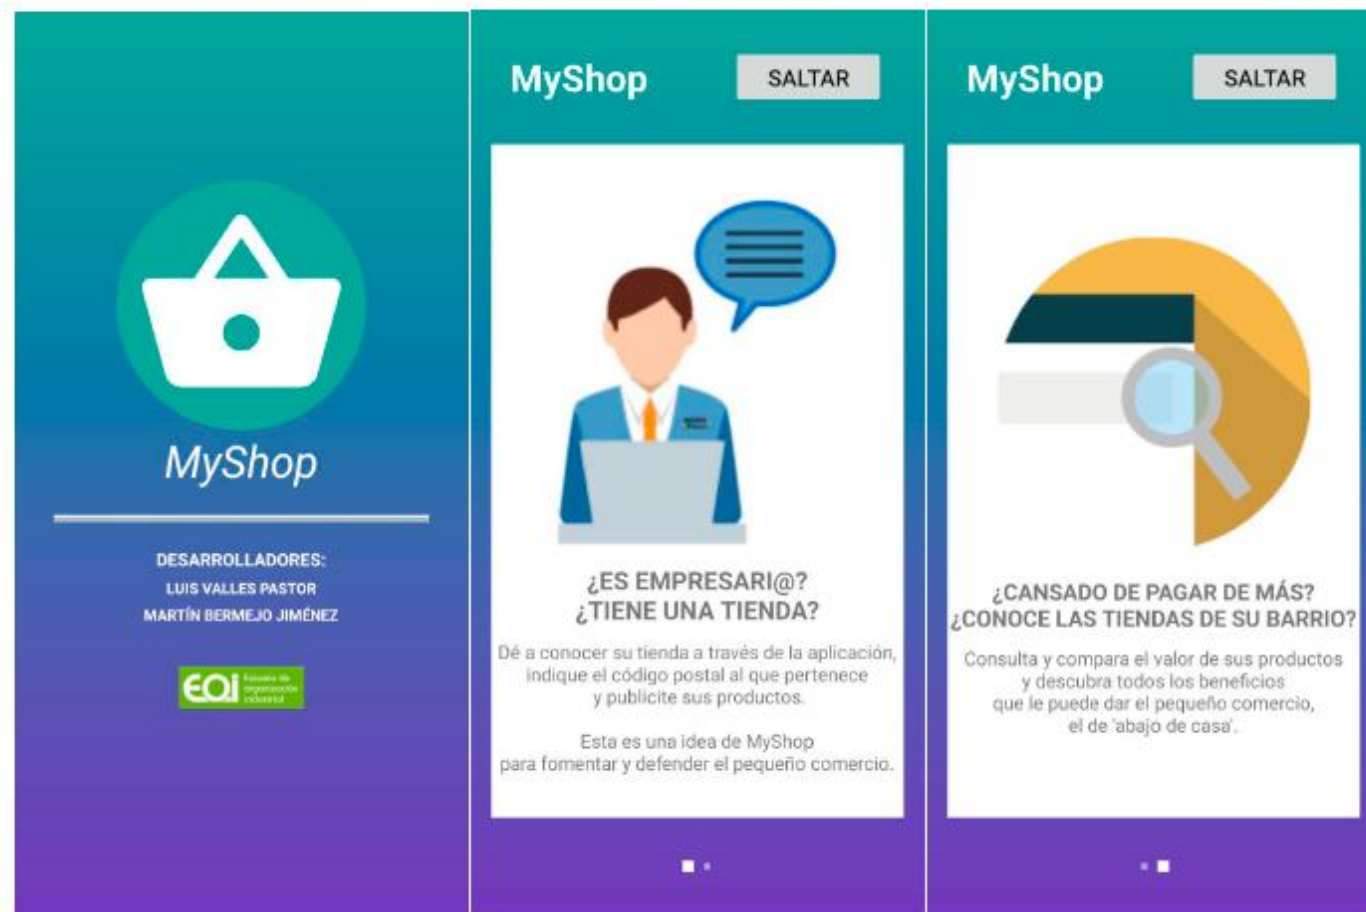 MyShop
DESARROLLADORES:
LUIS VALLES PASTOR
MARTÍN BERMEJO JIMÉNEZ
EOi
Escuela de
organización
industrial
MyShop
SALTAR
¿ES EMPRESARI@?
¿TIENE UNA TIENDA?
Dé a conocer su tienda a través de la aplicación,
indique el código postal al que pertenece
y publicite sus productos.
Esta es una idea de MyShop
para fomentar y defender el pequeño comercio.
MyShop
SALTAR
¿CANSADO DE PAGAR DE MÁS?
¿CONOCE LAS TIENDAS DE SU BARRIO?
Consulta y compara el valor de sus productos
y descubra todos los beneficios
que le puede dar el pequeño comercio,
el de 'abajo de casa'.